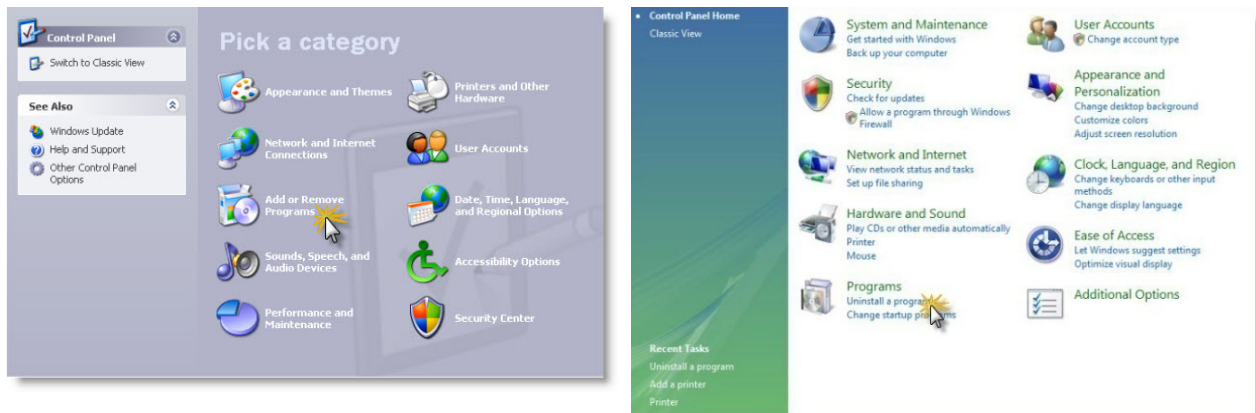 Control Panel
Switch to Classic View
See Also
Windows Update
Help and Support
Other Control Panel
Options
Pick a category
Appearance and Themes
Printers and Other
Hardware
Network and Internet
Connections
User Accounts
Add or Remove
Programs
Date, Time, Language,
and Regional Options
Sounds, Speech, and
Audio Devices
Accessibility Options
Performance and
Maintenance
Security Center
Control Panel Home
Classic View
Recent Tasks
Uninstall a program
Add a printer
Printer
System and Maintenance
Get started with Windows
Back up your computer
Security
Check for updates
Allow a program through Windows
Firewall
Network and Internet
View network status and tasks
Set up file sharing
Hardware and Sound
Play CDs or other media automatically
Printer
Mouse
Programs
Uninstall a program
Change startup programs
User Accounts
Change account type
Appearance and
Personalization
Change desktop background
Customize colors
Adjust screen resolution
Clock, Language, and Region
Change keyboards or other input
methods
Change display language
Ease of Access
Let Windows suggest settings
Optimize visual display
Additional Options